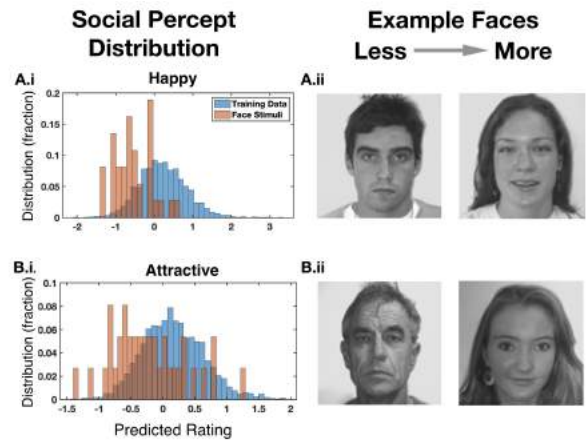 Social Percept
Distribution
Example Faces
Less More
A.i
Happy
A.ii
Training Data
Face Stimuli
Distribution (fraction)
0.2
0.15
0.1
0.05
0
-2 -1 0 1 2 3
B.i.
Attractive
B.ii
Distribution (fraction)
0.1
0.08
0.06
0.04
0.02
0
-1.5 -1 -0.5 0 0.5 1 1.5 2
Predicted Rating